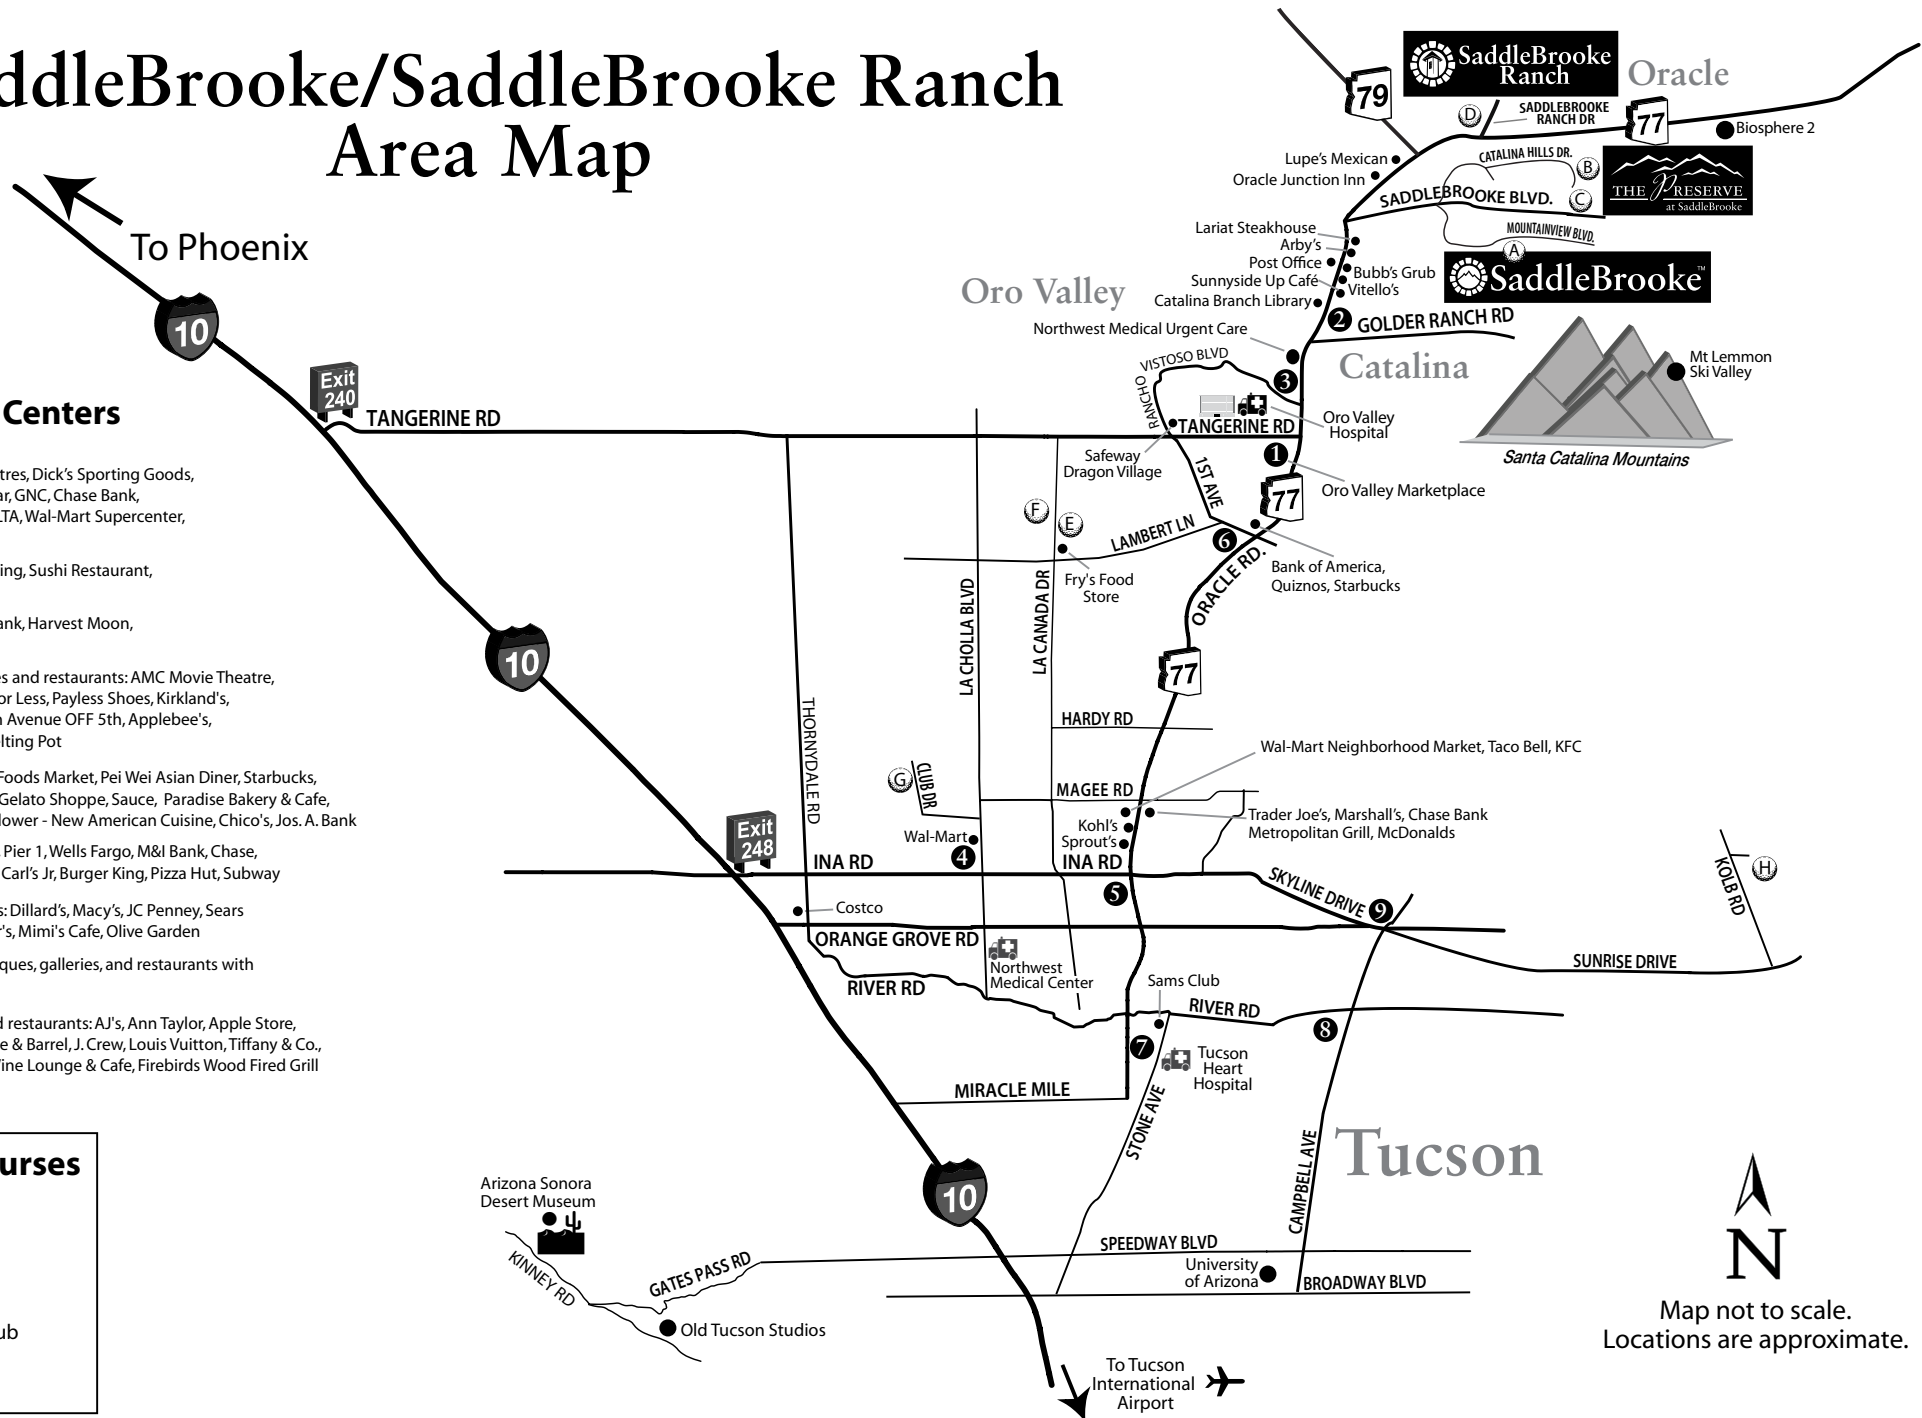 ddleBrooke/SaddleBrooke Ranch
Area Map
To Phoenix
10
Exit
240
TANGERINE RD
Centers
tres, Dick's Sporting Goods,
ar, GNC, Chase Bank,
LTA, Wal-Mart Supercenter,
ing, Sushi Restaurant,
ank, Harvest Moon,
es and restaurants: AMC Movie Theatre,
or Less, Payless Shoes, Kirkland's,
n Avenue OFF 5th, Applebee's,
elting Pot
Foods Market, Pei Wei Asian Diner, Starbucks,
Gelato Shoppe, Sauce, Paradise Bakery & Cafe,
lower - New American Cuisine, Chico's, Jos. A. Bank
, Pier 1, Wells Fargo, M&I Bank, Chase,
Carl's Jr, Burger King, Pizza Hut, Subway
s: Dillard's, Macy's, JC Penney, Sears
r's, Mimi's Cafe, Olive Garden
ques, galleries, and restaurants with
d restaurants: AJ's, Ann Taylor, Apple Store,
e & Barrel, J. Crew, Louis Vuitton, Tiffany & Co.,
ine Lounge & Cafe, Firebirds Wood Fired Grill
urses
ub
79
SaddleBrooke
Ranch
Oracle
D
SADDLEBROOKE
RANCH DR
77
Biosphere 2
Lupe's Mexican
Oracle Junction Inn
CATALINA HILLS DR.
B
THE PRESERVE
at SaddleBrooke
SADDLEBROOKE BLVD.
C
MOUNTAINVIEW BLVD.
A
SaddleBrooke™
Lariat Steakhouse
Arby's
Post Office
Sunnyside Up Café
Catalina Branch Library
Bubb's Grub
Vitello's
Oro Valley
2
GOLDER RANCH RD
Northwest Medical Urgent Care
Catalina
Mt Lemmon
Ski Valley
Santa Catalina Mountains
RANCHO
VISTOSO BLVD
3
Oro Valley
Hospital
TANGERINE RD
Safeway
Dragon Village
1
77
Oro Valley Marketplace
1ST AVE
F
E
LAMBERT LN
6
Bank of America,
Quiznos, Starbucks
ORACLE RD.
Fry's Food
Store
LA CHOLLA BLVD
LA CANADA DR
10
77
THORNYDALE RD
HARDY RD
Wal-Mart Neighborhood Market, Taco Bell, KFC
G
CLUB DR
MAGEE RD
Trader Joe's, Marshall's, Chase Bank
Metropolitan Grill, McDonalds
Kohl's
Sprout's
Wal-Mart
4
Exit
248
INA RD
INA RD
5
SKYLINE DRIVE
9
KOLB RD
H
Costco
ORANGE GROVE RD
Northwest
Medical Center
SUNRISE DRIVE
RIVER RD
Sams Club
RIVER RD
8
7
Tucson
Heart
Hospital
MIRACLE MILE
STONE AVE
CAMPBELL AVE
Tucson
10
Arizona Sonora
Desert Museum
KINNEY RD
GATES PASS RD
SPEEDWAY BLVD
University
of Arizona
BROADWAY BLVD
Old Tucson Studios
To Tucson
International
Airport
N
Map not to scale.
Locations are approximate.